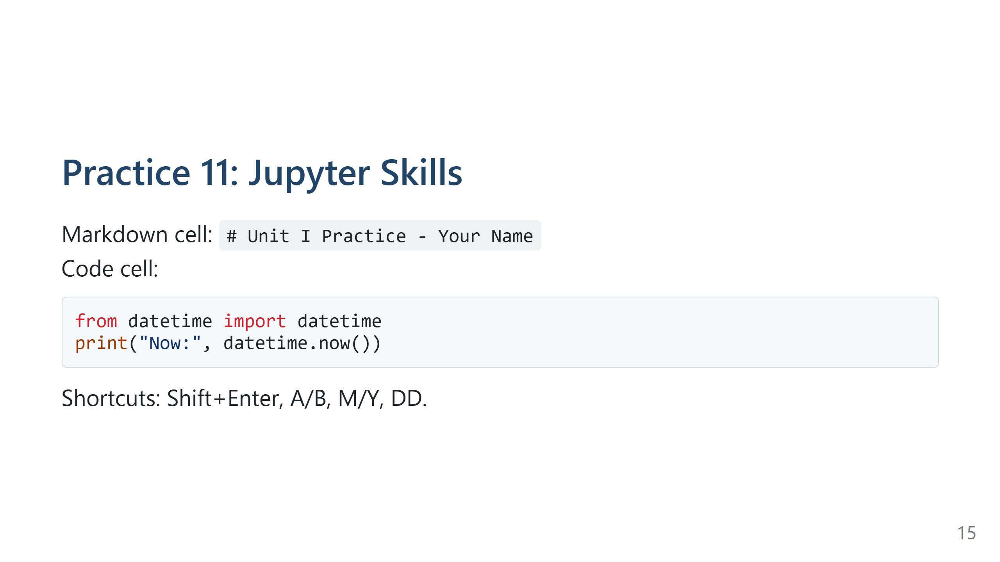 Practice 11: Jupyter Skills
Markdown cell: # Unit I Practice - Your Name
Code cell:
from datetime import datetime
print("Now:", datetime.now())
Shortcuts: Shift+Enter, A/B, M/Y, DD.
15